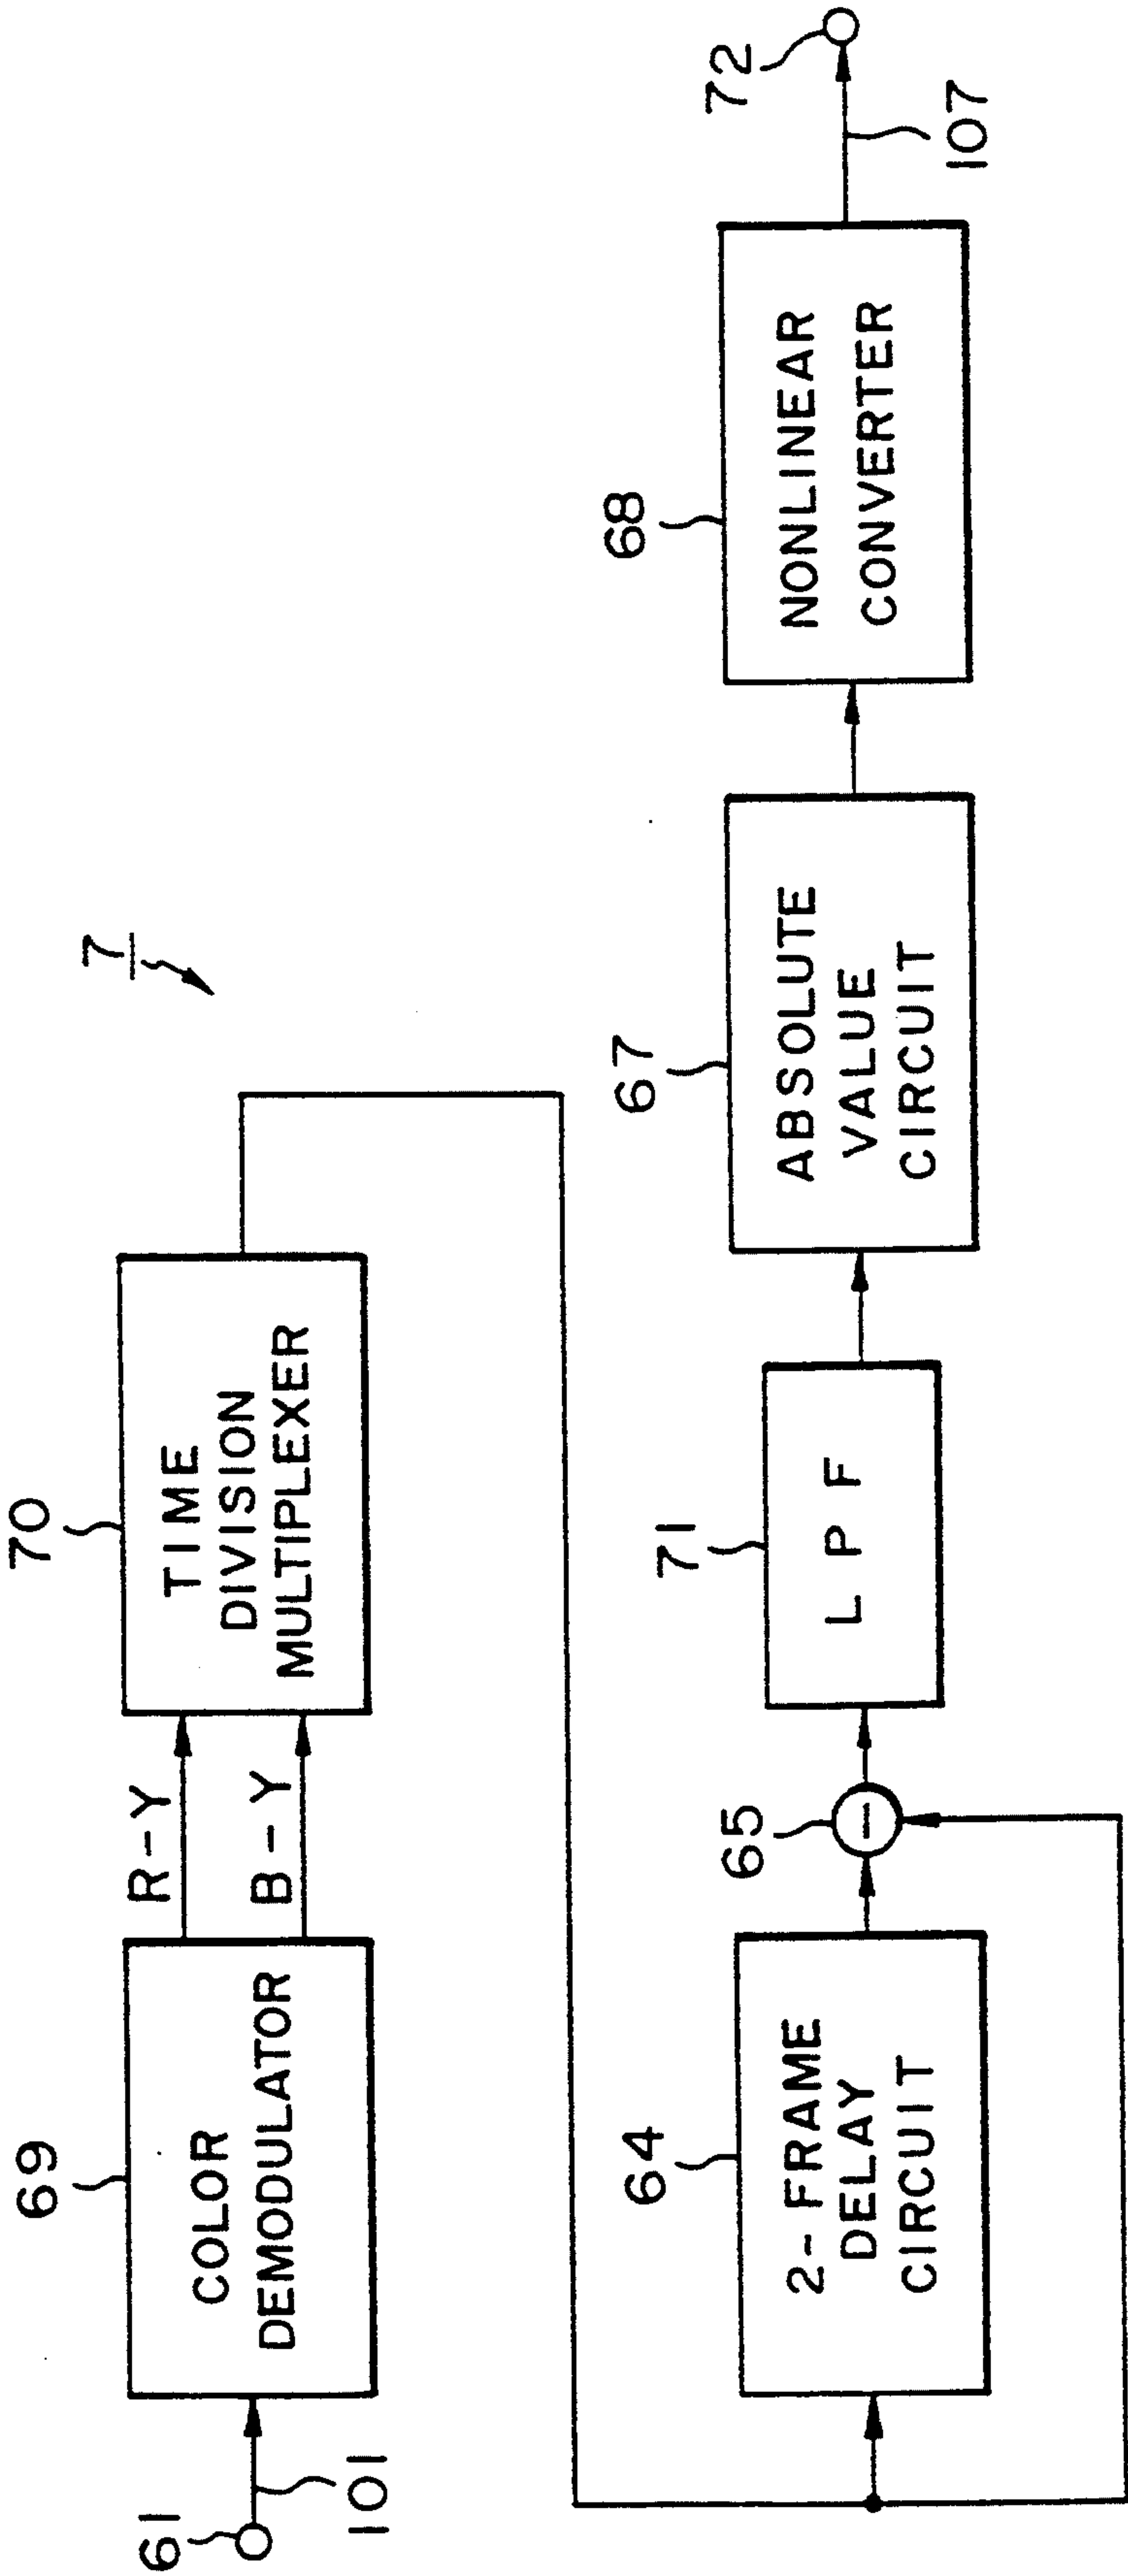 7
61
101
69
COLOR
DEMODULATOR
R-Y
B-Y
70
TIME
DIVISION
MULTIPLEXER
64
2-FRAME
DELAY
CIRCUIT
65
−
71
LPF
67
ABSOLUTE
VALUE
CIRCUIT
68
NONLINEAR
CONVERTER
72
107